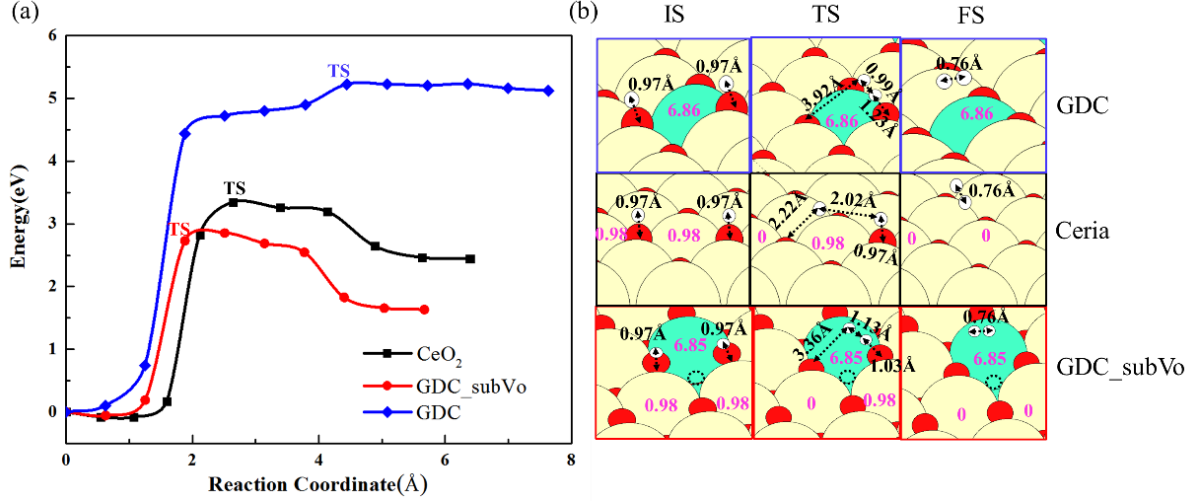 (a)
6
5
4
3
2
1
0
Energy(eV)
0 2 4 6 8
Reaction Coordinate(Å)
TS
TS
TS
CeO2
GDC_subVo
GDC
(b)
IS TS FS
0.97Å 0.97Å
6.86
3.92Å 0.99Å
1.23Å
6.86
0.76Å
6.86
GDC
0.97Å 0.97Å
0.98 0.98
2.22Å 2.02Å
0 0.98 0.97Å
0.76Å
0 0
Ceria
0.97Å 0.97Å
6.85
0.98 0.98
3.36Å 1.13Å
6.85
1.03Å
0 0.98
0.76Å
6.85
0 0
GDC_subVo